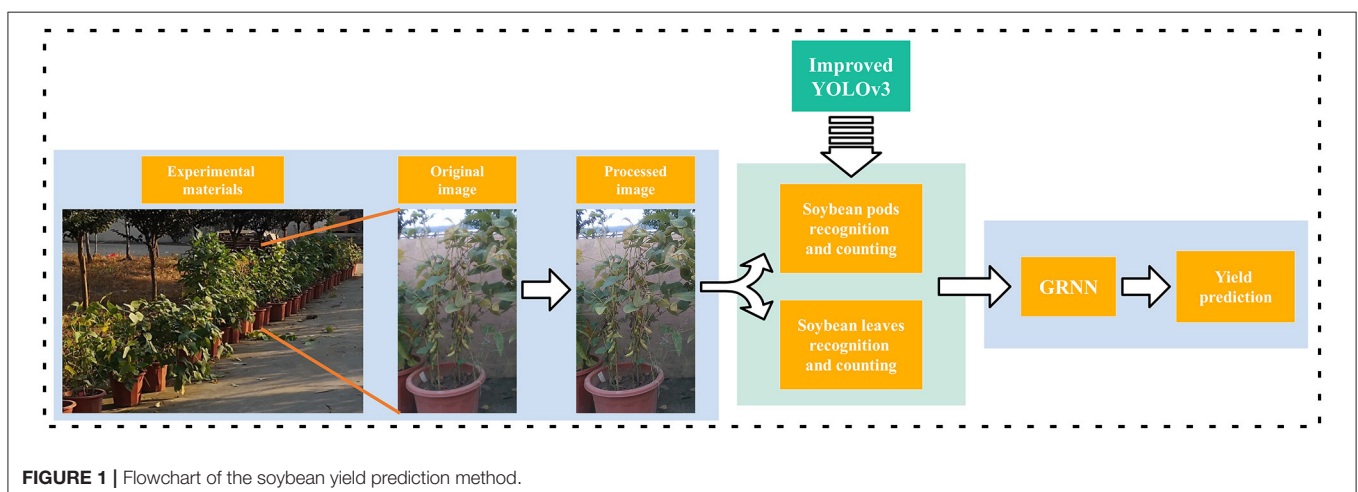 Improved
YOLOv3
Experimental
materials
Original
image
Processed
image
Soybean pods
recognition
and counting
Soybean leaves
recognition
and counting
GRNN
Yield
prediction
FIGURE 1 | Flowchart of the soybean yield prediction method.